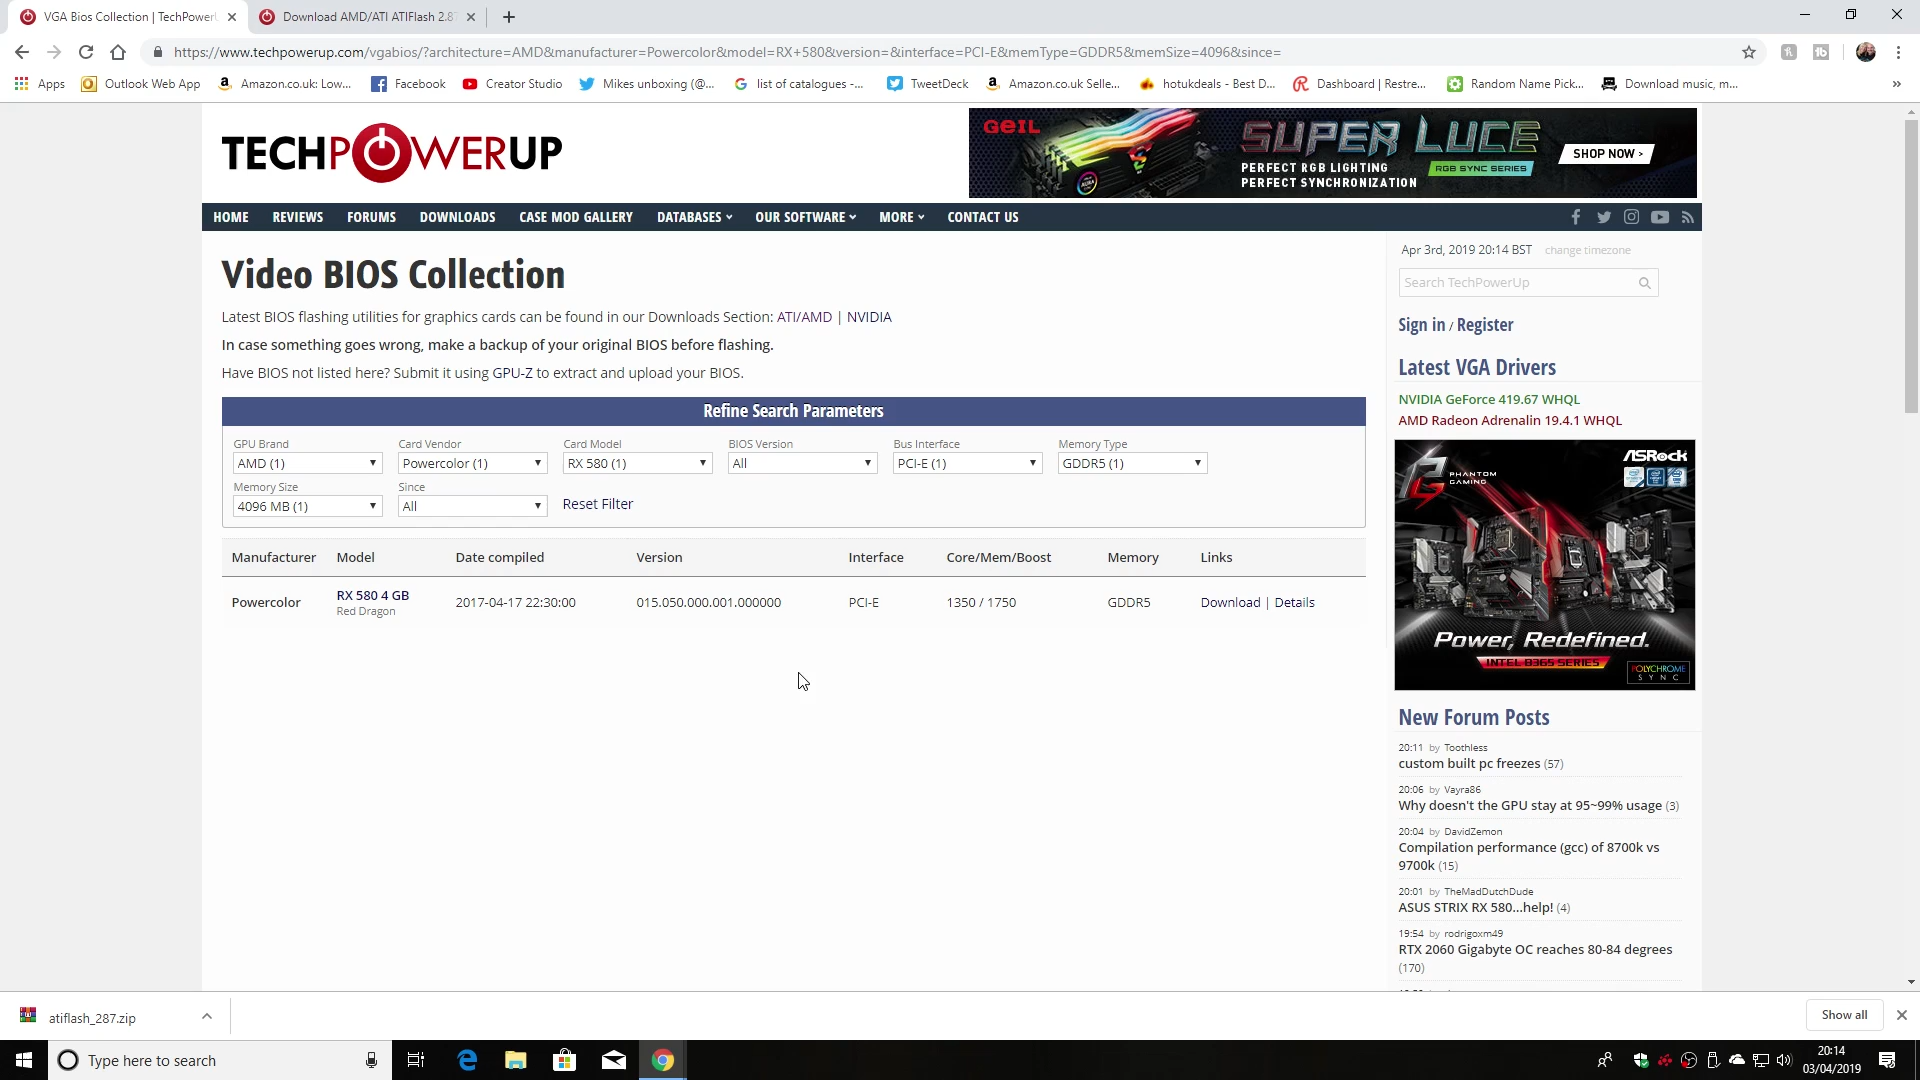 VGA Bios Collection | TechPower
Download AMD/ATI ATIFlash 2.87
https://www.techpowerup.com/vgabios/?architecture=AMD&manufacturer=Powercolor&model=RX+580&version=&interface=PCI-E&memType=GDDR5&memSize=4096&since=
Apps
Outlook Web App
Amazon.co.uk: Low...
Facebook
Creator Studio
Mikes unboxing (@...
list of catalogues -...
TweetDeck
Amazon.co.uk Selle...
hotukdeals - Best D...
Dashboard | Restre...
Random Name Pick...
Download music, m...
TECHPOWERUP
GeIL
SUPER LUCE
PERFECT RGB LIGHTING
PERFECT SYNCHRONIZATION
RGB SYNC SERIES
SHOP NOW >
HOME REVIEWS FORUMS DOWNLOADS CASE MOD GALLERY DATABASES OUR SOFTWARE MORE CONTACT US
Video BIOS Collection
Latest BIOS flashing utilities for graphics cards can be found in our Downloads Section: ATI/AMD | NVIDIA
In case something goes wrong, make a backup of your original BIOS before flashing.
Have BIOS not listed here? Submit it using GPU-Z to extract and upload your BIOS.
Refine Search Parameters
GPU Brand Card Vendor Card Model BIOS Version Bus Interface Memory Type
AMD (1) Powercolor (1) RX 580 (1) All PCI-E (1) GDDR5 (1)
Memory Size Since
4096 MB (1) All Reset Filter
Manufacturer Model Date compiled Version Interface Core/Mem/Boost Memory Links
Powercolor RX 580 4 GB 2017-04-17 22:30:00 015.050.000.001.000000 PCI-E 1350 / 1750 GDDR5 Download | Details
Red Dragon
Apr 3rd, 2019 20:14 BST change timezone
Search TechPowerUp
Sign in / Register
Latest VGA Drivers
NVIDIA GeForce 419.67 WHQL
AMD Radeon Adrenalin 19.4.1 WHQL
ASRock
PHANTOM
GAMING
Power, Redefined.
INTEL B365 SERIES
POLYCHROME
SYNC
New Forum Posts
20:11 by Toothless
custom built pc freezes (57)
20:06 by Vayra86
Why doesn't the GPU stay at 95~99% usage (3)
20:04 by DavidZemon
Compilation performance (gcc) of 8700k vs
9700k (15)
20:01 by TheMadDutchDude
ASUS STRIX RX 580...help! (4)
19:54 by rodrigoxm49
RTX 2060 Gigabyte OC reaches 80-84 degrees
(170)
atiflash_287.zip
Show all
Type here to search
20:14
03/04/2019